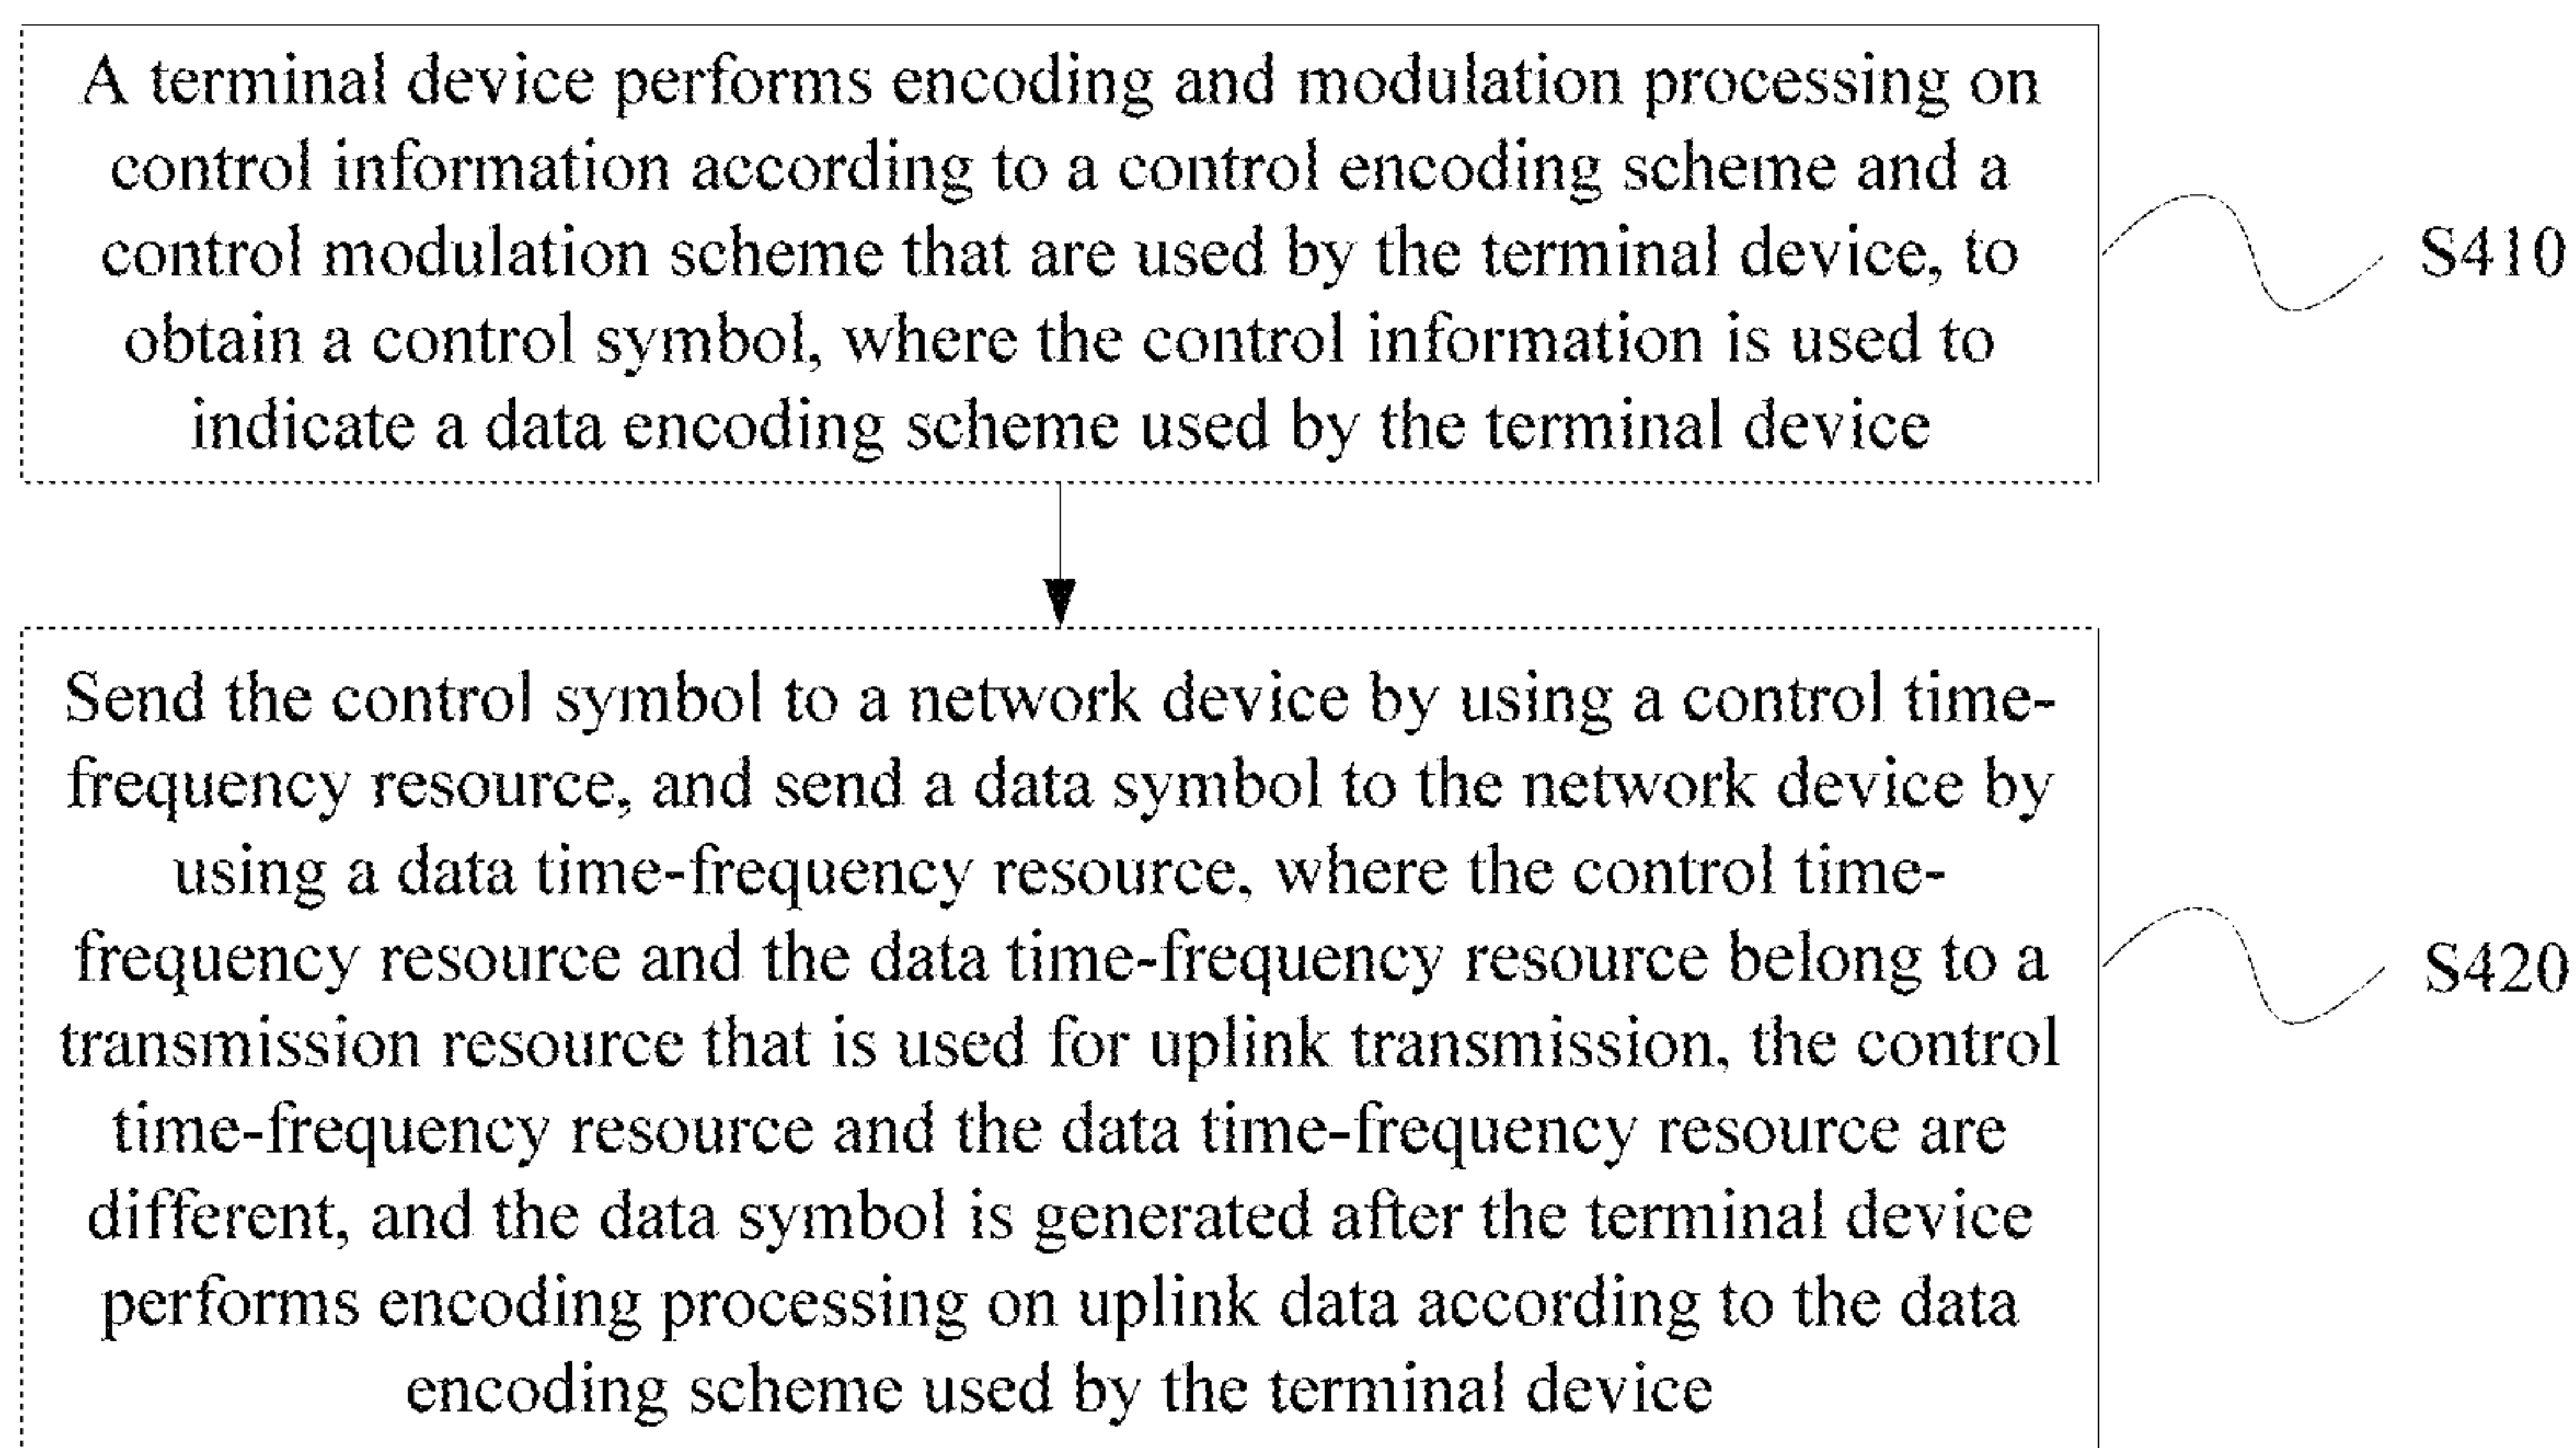 A terminal device performs encoding and modulation processing on
control information according to a control encoding scheme and a
control modulation scheme that are used by the terminal device, to
obtain a control symbol, where the control information is used to
indicate a data encoding scheme used by the terminal device
S410
Send the control symbol to a network device by using a control time-
frequency resource, and send a data symbol to the network device by
using a data time-frequency resource, where the control time-
frequency resource and the data time-frequency resource belong to a
transmission resource that is used for uplink transmission, the control
time-frequency resource and the data time-frequency resource are
different, and the data symbol is generated after the terminal device
performs encoding processing on uplink data according to the data
encoding scheme used by the terminal device
S420